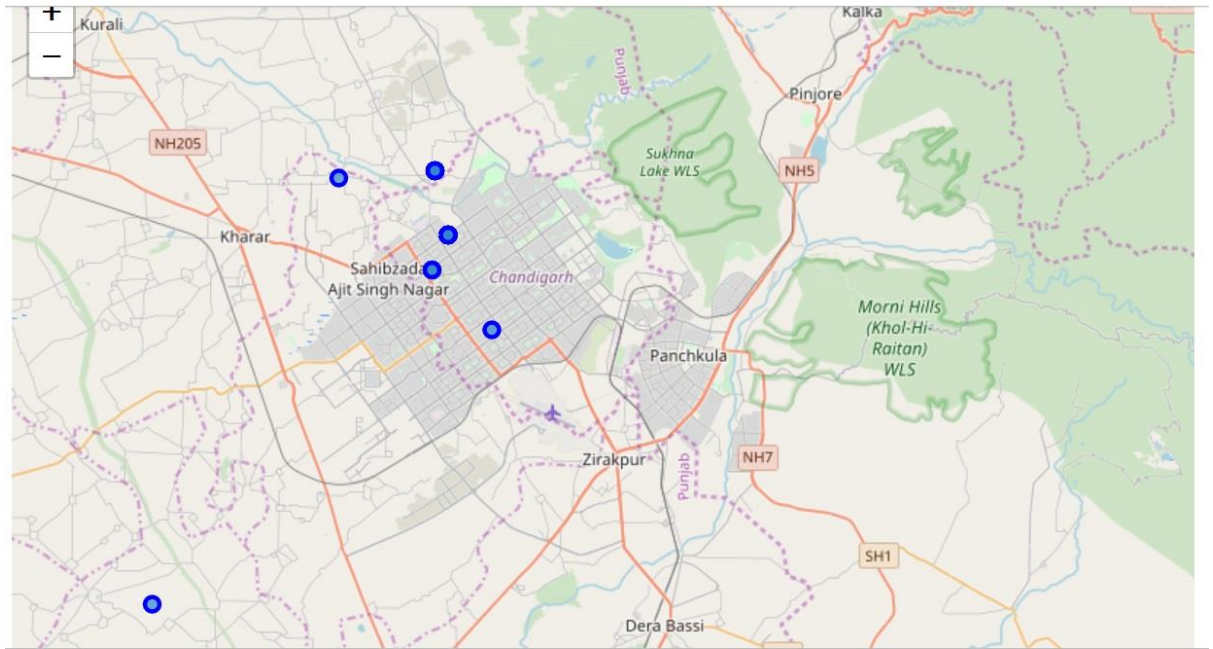 +
Kurali
−
Kalka
Punjab
Pinjore
NH205
Sukhna
Lake WLS
NH5
Kharar
Sahibzada
Ajit Singh Nagar
Chandigarh
Morni Hills
(Khol-Hi-
Raitan)
WLS
Panchkula
Zirakpur
Punjab
NH7
SH1
Dera Bassi